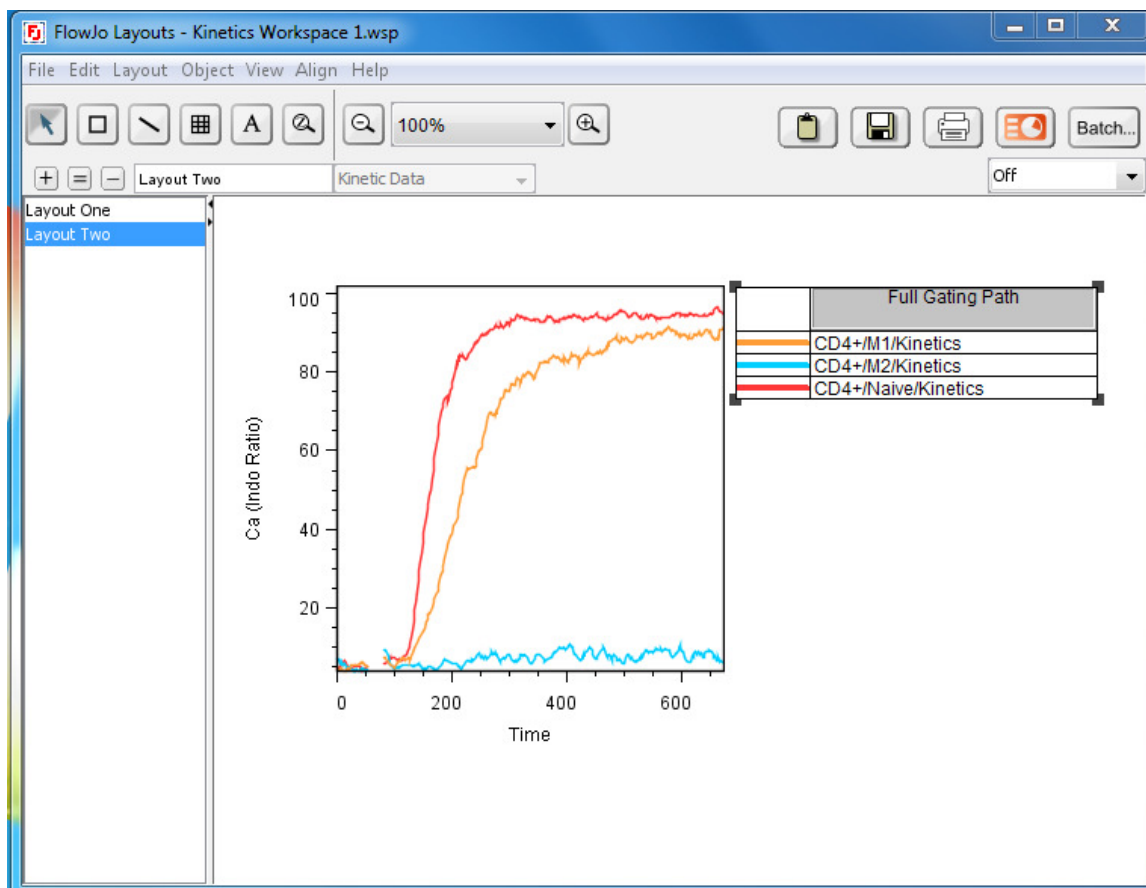 FlowJo Layouts - Kinetics Workspace 1.wsp
File Edit Layout Object View Align Help
A 100% Batch...
Layout Two Kinetic Data Off
Layout One
Layout Two
Full Gating Path
CD4+/M1/Kinetics
CD4+/M2/Kinetics
CD4+/Naive/Kinetics
100
80
60
40
20
Ca (Indo Ratio)
0 200 400 600
Time